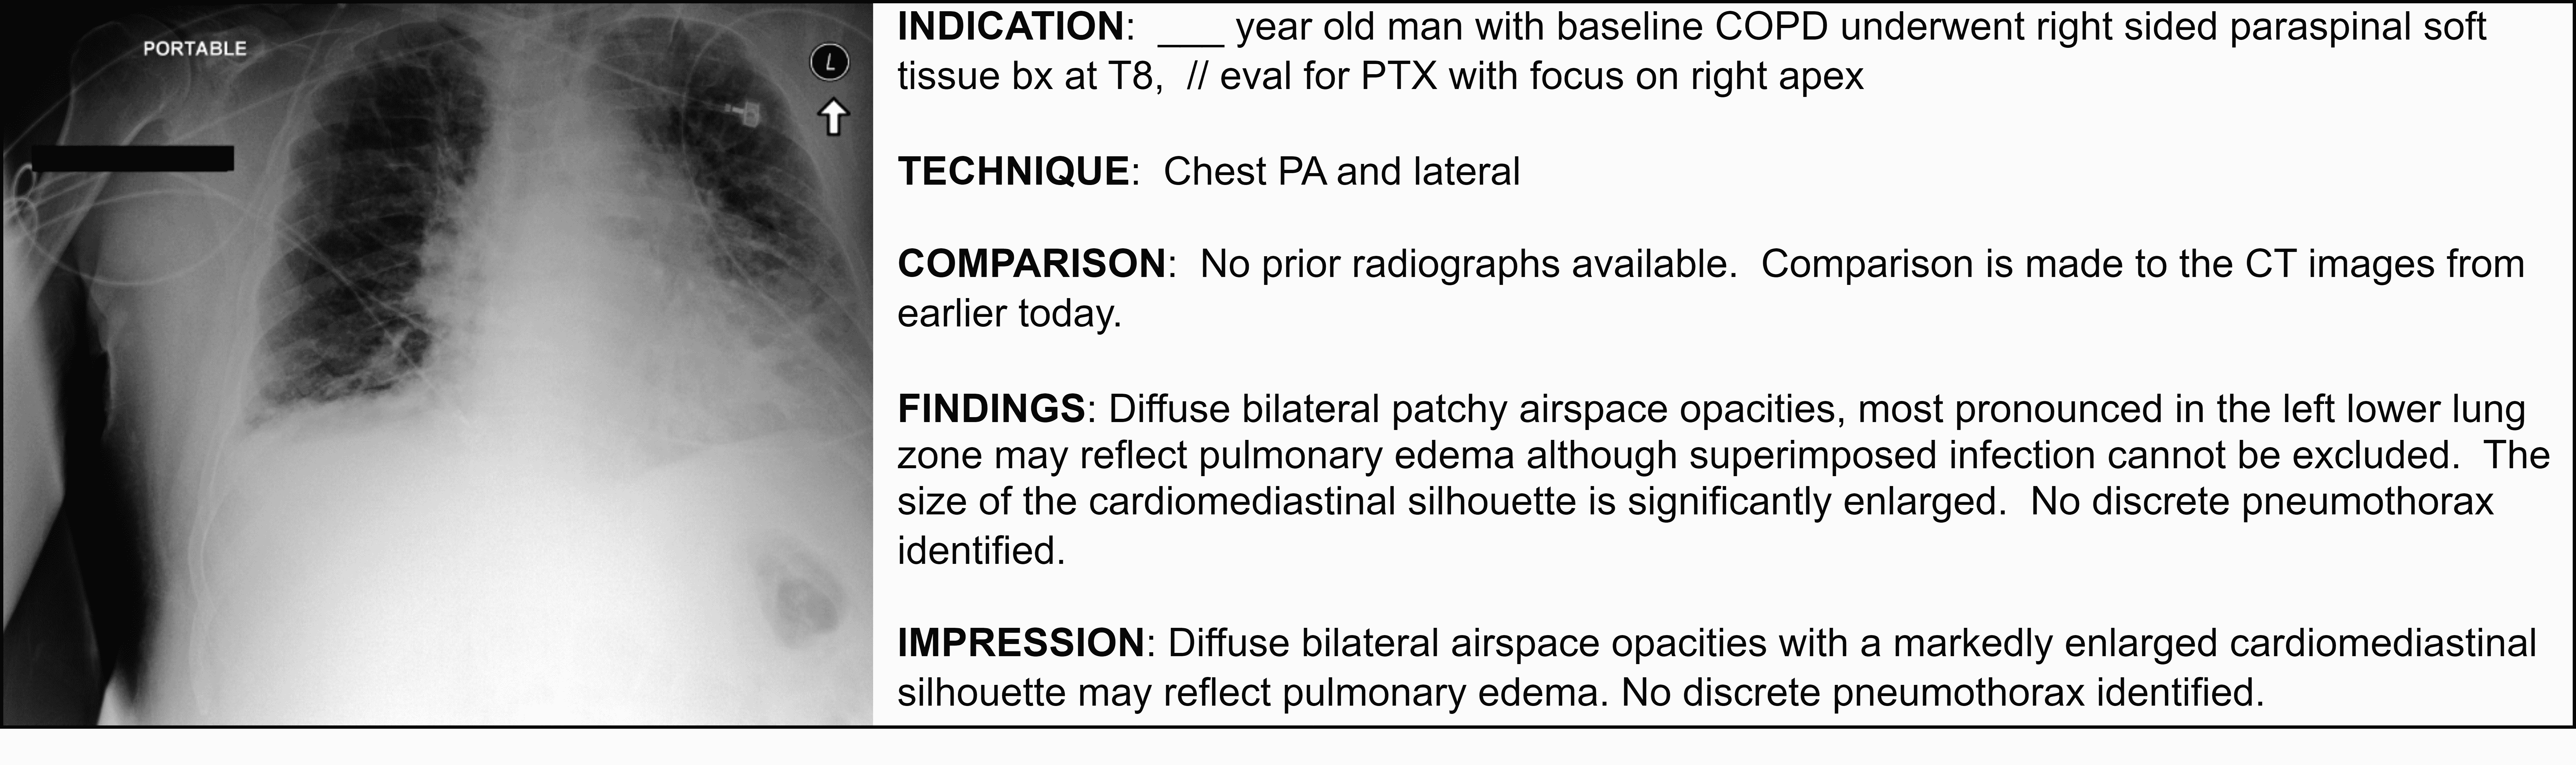 PORTABLE
L
INDICATION: ___ year old man with baseline COPD underwent right sided paraspinal soft
tissue bx at T8, // eval for PTX with focus on right apex
TECHNIQUE: Chest PA and lateral
COMPARISON: No prior radiographs available. Comparison is made to the CT images from
earlier today.
FINDINGS: Diffuse bilateral patchy airspace opacities, most pronounced in the left lower lung
zone may reflect pulmonary edema although superimposed infection cannot be excluded. The
size of the cardiomediastinal silhouette is significantly enlarged. No discrete pneumothorax
identified.
IMPRESSION: Diffuse bilateral airspace opacities with a markedly enlarged cardiomediastinal
silhouette may reflect pulmonary edema. No discrete pneumothorax identified.